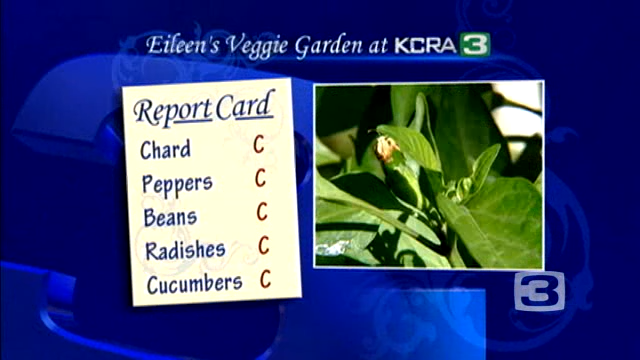 Eileen's Veggie Garden at KCRA 3
Report Card
Chard C
Peppers C
Beans C
Radishes C
Cucumbers C
3